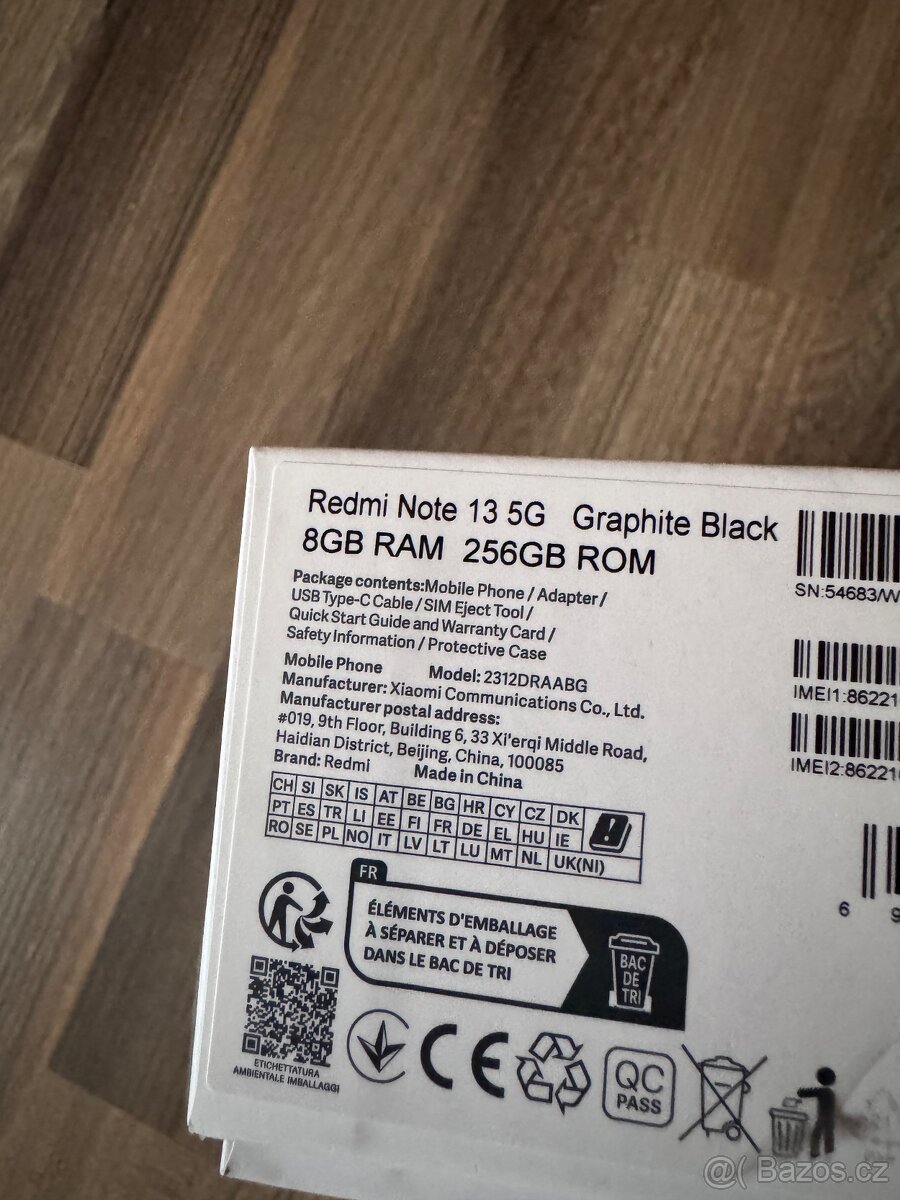 Redmi Note 13 5G Graphite Black
8GB RAM 256GB ROM
Package contents:Mobile Phone / Adapter /
USB Type-C Cable / SIM Eject Tool /
Quick Start Guide and Warranty Card /
Safety Information / Protective Case
Mobile Phone Model: 2312DRAABG
Manufacturer: Xiaomi Communications Co., Ltd.
Manufacturer postal address:
#019, 9th Floor, Building 6, 33 Xi'erqi Middle Road,
Haidian District, Beijing, China, 100085
Brand: Redmi Made in China
CH SI SK IS AT BE BG HR CY CZ DK
PT ES TR LI EE FI FR DE EL HU IE
RO SE PL NO IT LV LT LU MT NL UK(NI)
SN:54683/W
IMEI1:86221
IMEI2:86221
6 9
FR
ÉLÉMENTS D'EMBALLAGE
À SÉPARER ET À DÉPOSER
DANS LE BAC DE TRI
BAC
DE
TRI
ETICHETTATURA
AMBIENTALE IMBALLAGGI
CE
QC
PASS
@( Bazos.cz